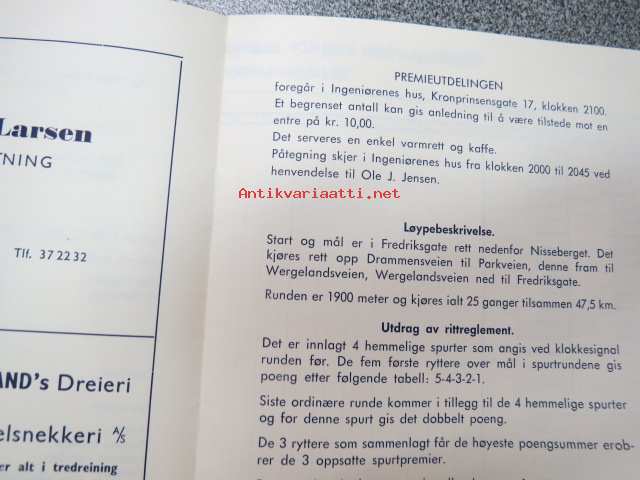 Larsen
TNING
Tlf. 37 22 32
AND's Dreieri
elsnekkeri A/S
er alt i tredreining
PREMIEUTDELINGEN
foregår i Ingeniørenes hus, Kronprinsensgate 17, klokken 2100.
Et begrenset antall kan gis anledning til å være tilstede mot en
entre på kr. 10,00.
Det serveres en enkel varmrett og kaffe.
Påtegning skjer i Ingeniørenes hus fra klokken 2000 til 2045 ved
henvendelse til Ole J. Jensen.
Antikvariaatti.net
Løypebeskrivelse.
Start og mål er i Fredriksgate rett nedenfor Nisseberget. Det
kjøres rett opp Drammensveien til Parkveien, denne fram til
Wergelandsveien, Wergelandsveien ned til Fredriksgate.
Runden er 1900 meter og kjøres ialt 25 ganger tilsammen 47,5 km.
Utdrag av rittreglement.
Det er innlagt 4 hemmelige spurter som angis ved klokkesignal
runden før. De fem første ryttere over mål i spurtrundene gis
poeng etter følgende tabell: 5-4-3-2-1.
Siste ordinære runde kommer i tillegg til de 4 hemmelige spurter
og for denne spurt gis det dobbelt poeng.
De 3 ryttere som sammenlagt får de høyeste poengsummer erob-
rer de 3 oppsatte spurtpremier.